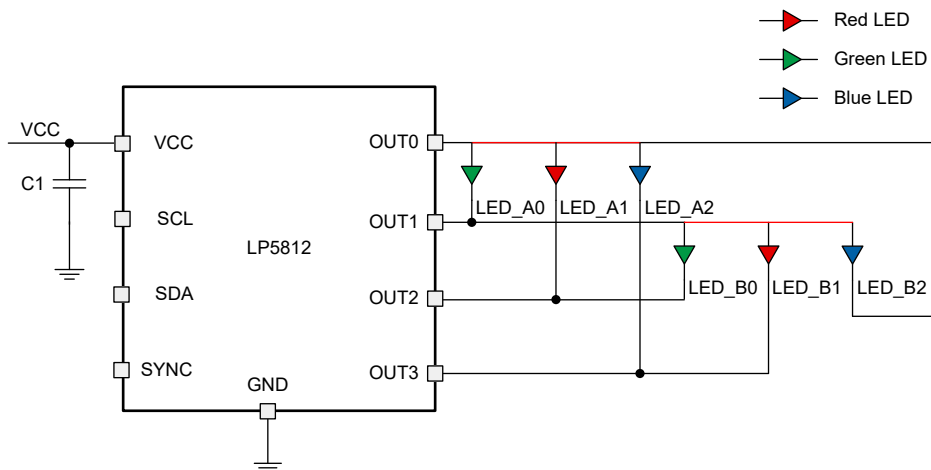 Red LED
Green LED
Blue LED
VCC
VCC
OUT0
C1
LED_A0
LED_A1
LED_A2
SCL
OUT1
LP5812
LED_B0
LED_B1
LED_B2
SDA
OUT2
SYNC
OUT3
GND